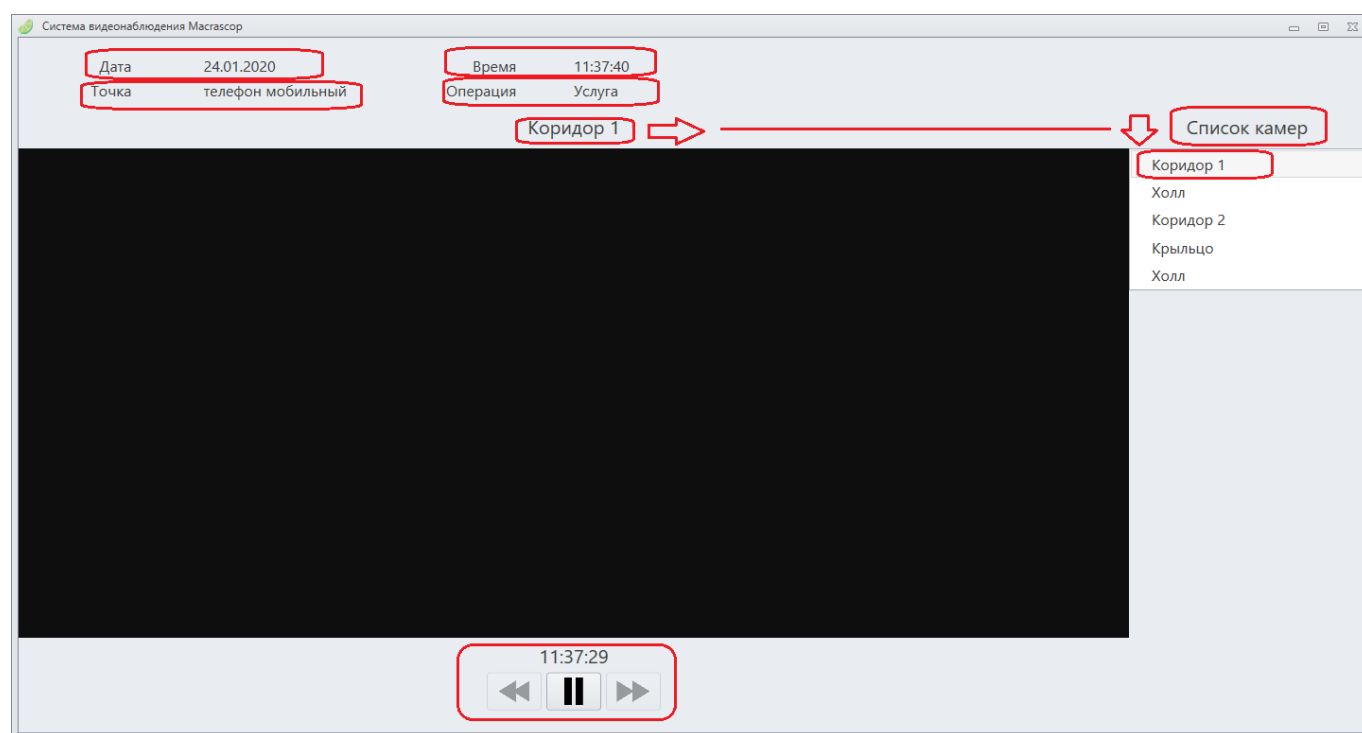 Система видеонаблюдения Macrascop
Дата 24.01.2020 Время 11:37:40
Точка телефон мобильный Операция Услуга
Коридор 1 Список камер
Коридор 1
Холл
Коридор 2
Крыльцо
Холл
11:37:29